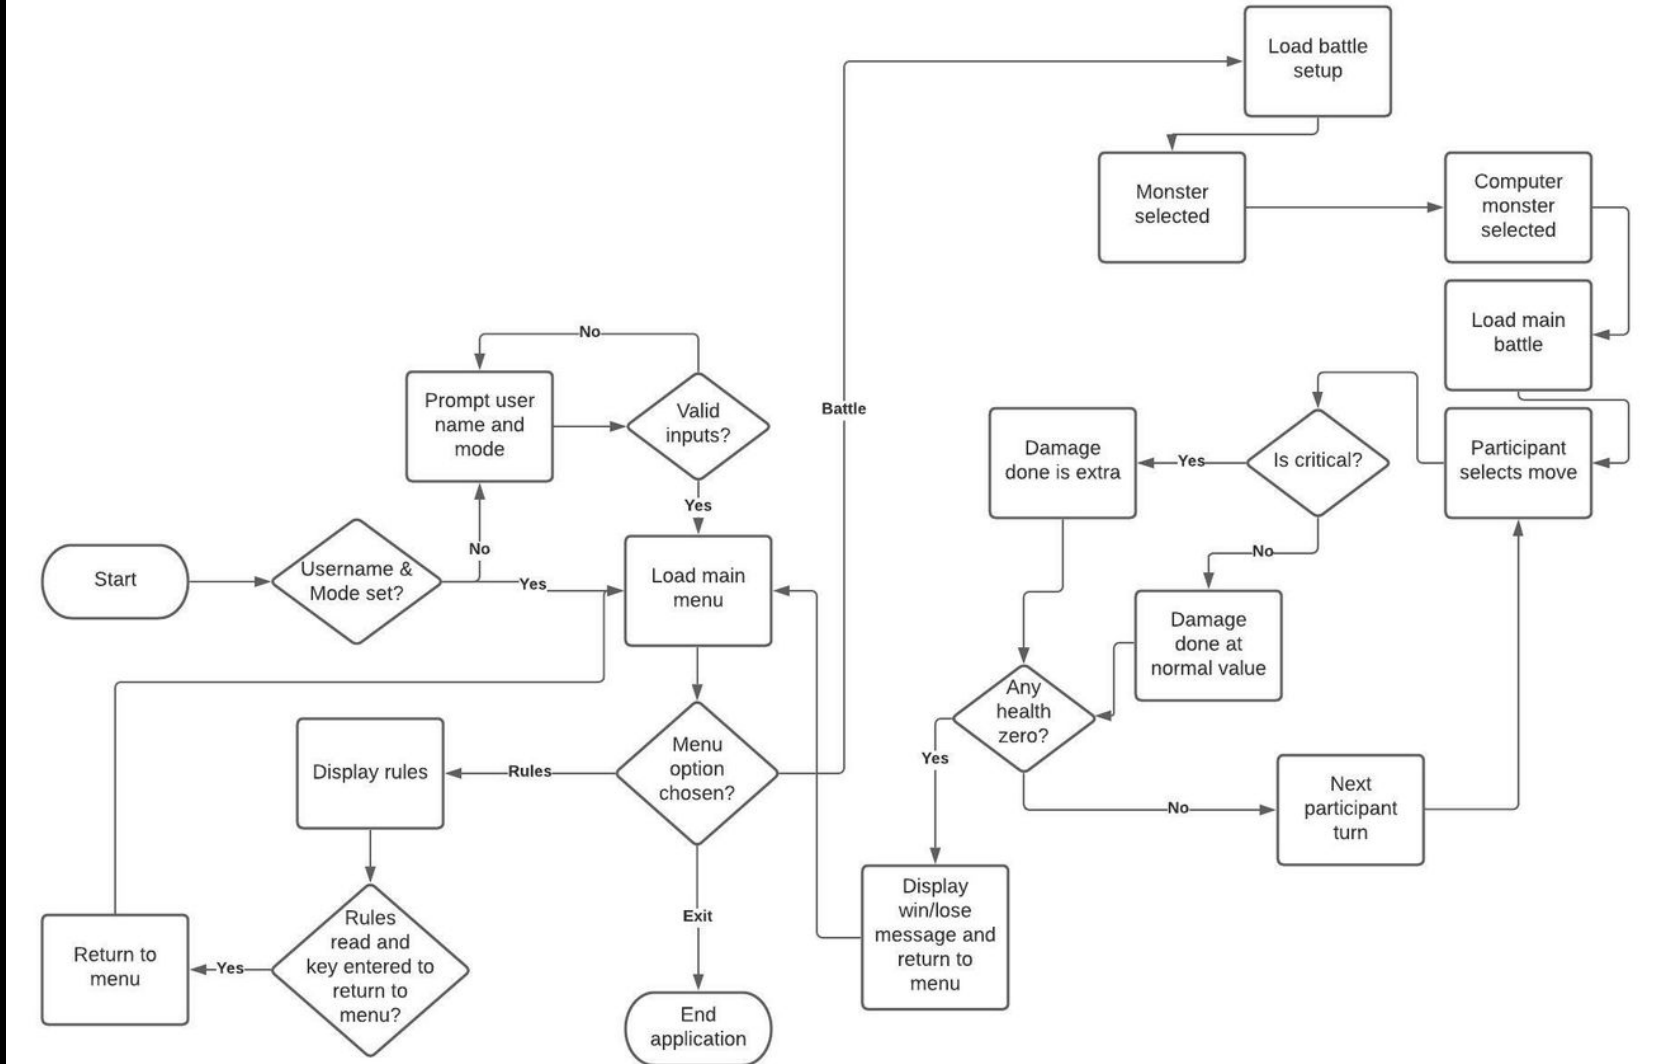 Load battle
setup
Monster
selected
Computer
monster
selected
Load main
battle
No
Prompt user
name and
mode
Valid
inputs?
Battle
Damage
done is extra
Yes
Is critical?
Participant
selects move
Yes
No
No
Start
Username &
Mode set?
Yes
Load main
menu
Damage
done at
normal value
Any
health
zero?
Yes
Display rules
Rules
Menu
option
chosen?
No
Next
participant
turn
Exit
Display
win/lose
message and
return to
menu
Return to
menu
Yes
Rules
read and
key entered to
return to
menu?
End
application